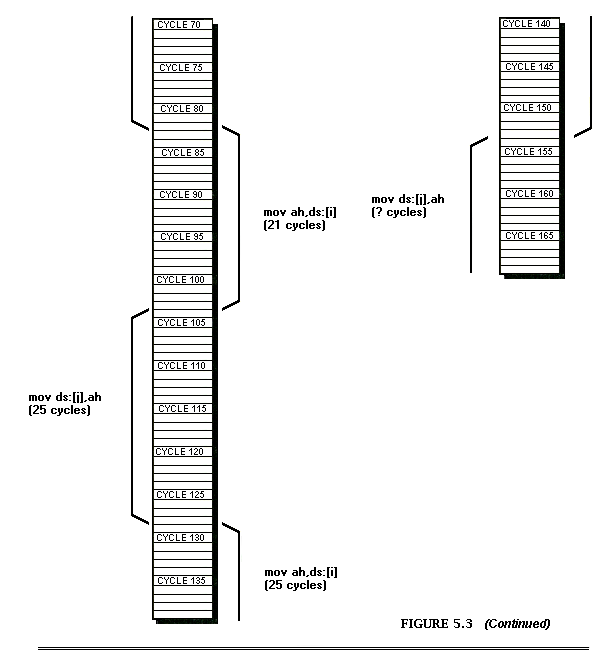 CYCLE 70
CYCLE 75
CYCLE 80
CYCLE 85
CYCLE 90
mov ah,ds:[i]
(21 cycles)
CYCLE 95
CYCLE 100
CYCLE 105
CYCLE 110
mov ds:[j],ah
(25 cycles)
CYCLE 115
CYCLE 120
CYCLE 125
CYCLE 130
mov ah,ds:[i]
(25 cycles)
CYCLE 135
CYCLE 140
CYCLE 145
CYCLE 150
CYCLE 155
mov ds:[j],ah
(? cycles)
CYCLE 160
CYCLE 165
FIGURE 5.3 (Continued)